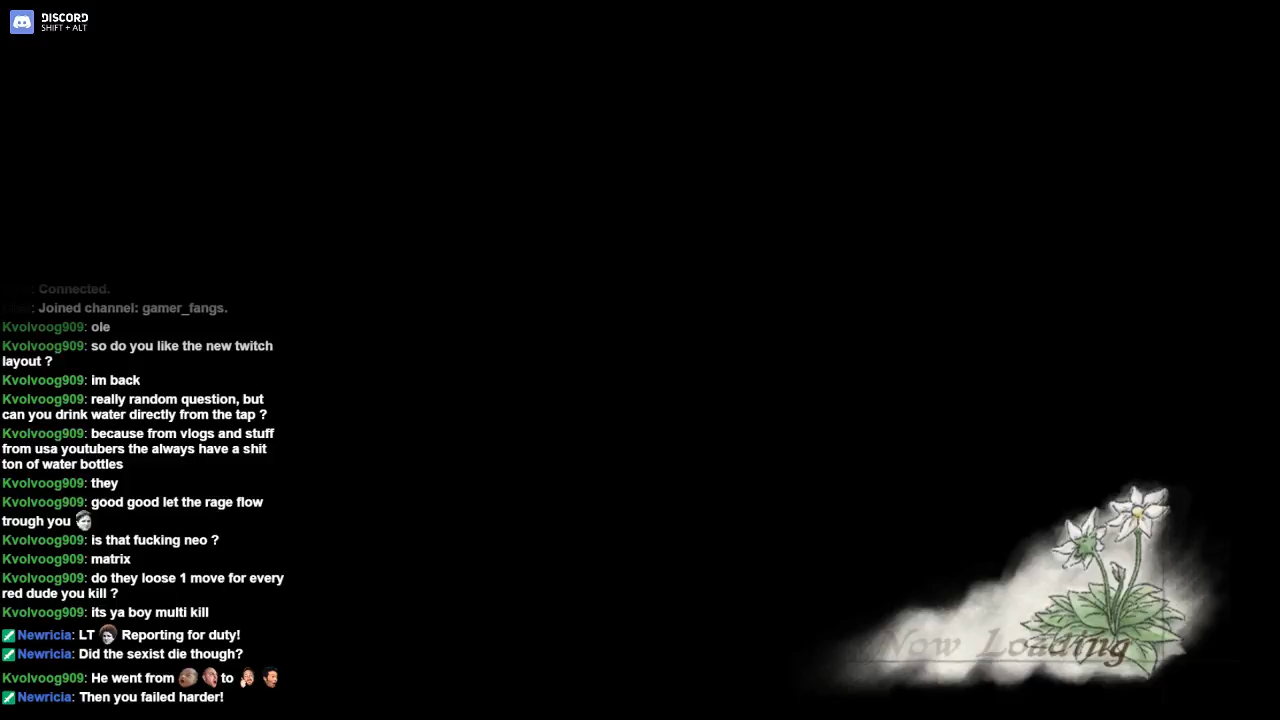 DISCORD
SHIFT + ALT
: Connected.
: Joined channel: gamer_fangs.
Kvolvoog909: ole
Kvolvoog909: so do you like the new twitch
layout ?
Kvolvoog909: im back
Kvolvoog909: really random question, but
can you drink water directly from the tap ?
Kvolvoog909: because from vlogs and stuff
from usa youtubers the always have a shit
ton of water bottles
Kvolvoog909: they
Kvolvoog909: good good let the rage flow
trough you
Kvolvoog909: is that fucking neo ?
Kvolvoog909: matrix
Kvolvoog909: do they loose 1 move for every
red dude you kill ?
Kvolvoog909: its ya boy multi kill
Newricia: LT Reporting for duty!
Newricia: Did the sexist die though?
Kvolvoog909: He went from to
Newricia: Then you failed harder!
Now Loading